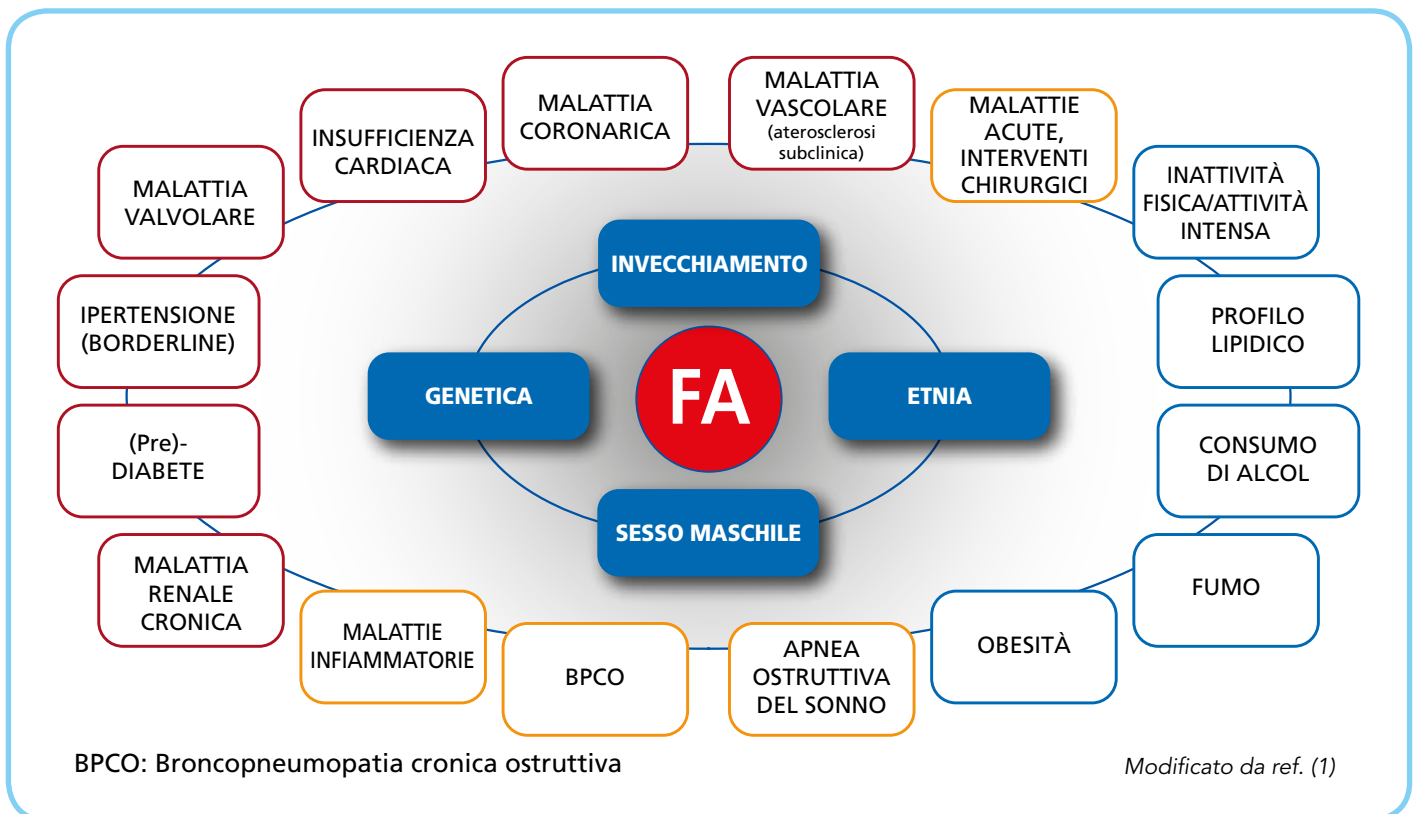 MALATTIA
CORONARICA
MALATTIA
VASCOLARE
(aterosclerosi
subclinica)
MALATTIE
ACUTE,
INTERVENTI
CHIRURGICI
INATTIVITÀ
FISICA/ATTIVITÀ
INTENSA
PROFILO
LIPIDICO
CONSUMO
DI ALCOL
FUMO
OBESITÀ
APNEA
OSTRUTTIVA
DEL SONNO
BPCO
MALATTIE
INFIAMMATORIE
MALATTIA
RENALE
CRONICA
(Pre)-
DIABETE
IPERTENSIONE
(BORDERLINE)
MALATTIA
VALVOLARE
INSUFFICIENZA
CARDIACA
INVECCHIAMENTO
GENETICA
FA
ETNIA
SESSO MASCHILE
BPCO: Broncopneumopatia cronica ostruttiva
Modificato da ref. (1)